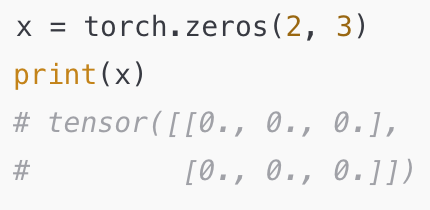 x = torch.zeros(2, 3)
print(x)
# tensor([[0., 0., 0.],
#         [0., 0., 0.]])